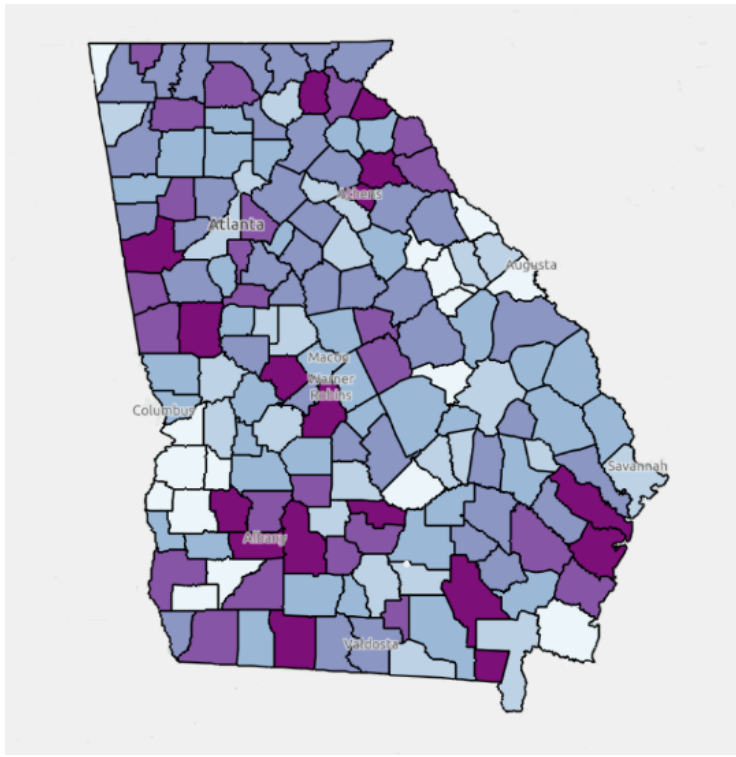 Athens
Atlanta
Augusta
Macon
Warner
Robins
Columbus
Savannah
Albany
Valdosta